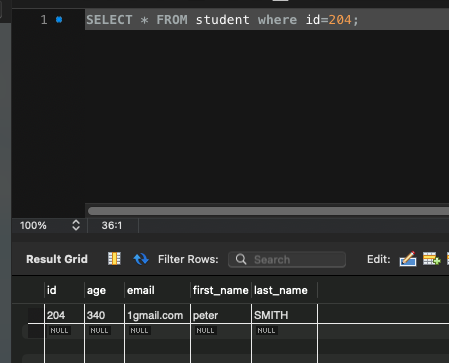 1 SELECT * FROM student where id=204;
100% 36:1
Result Grid Filter Rows: Search Edit:
id age email first_name last_name
204 340 1gmail.com peter SMITH
NULL NULL NULL NULL NULL